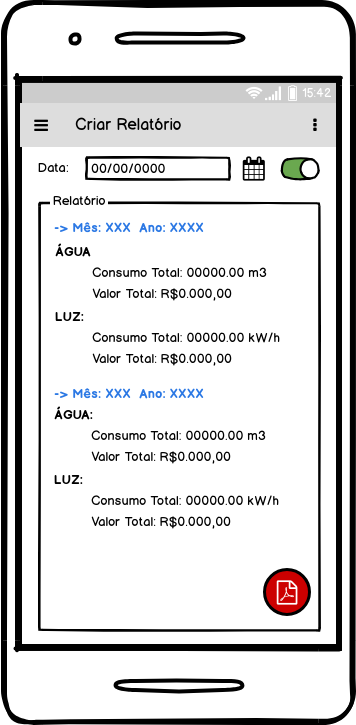 15:42
Criar Relatório
Data: 00/00/0000
Relatório
-> Mês: XXX Ano: XXXX
ÁGUA
Consumo Total: 00000.00 m3
Valor Total: R$0.000,00
LUZ:
Consumo Total: 00000.00 kW/h
Valor Total: R$0.000,00
-> Mês: XXX Ano: XXXX
ÁGUA:
Consumo Total: 00000.00 m3
Valor Total: R$0.000,00
LUZ:
Consumo Total: 00000.00 kW/h
Valor Total: R$0.000,00